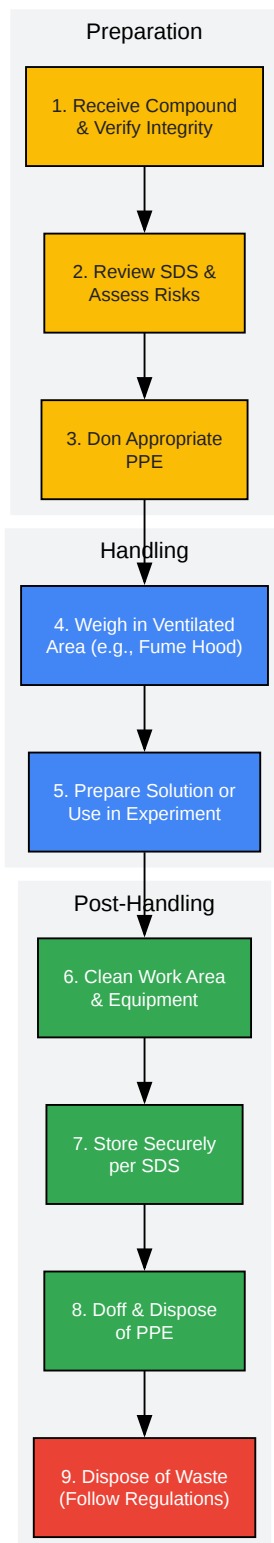 Preparation
1. Receive Compound
& Verify Integrity
2. Review SDS &
Assess Risks
3. Don Appropriate
PPE
Handling
4. Weigh in Ventilated
Area (e.g., Fume Hood)
5. Prepare Solution or
Use in Experiment
Post-Handling
6. Clean Work Area
& Equipment
7. Store Securely
per SDS
8. Doff & Dispose
of PPE
9. Dispose of Waste
(Follow Regulations)